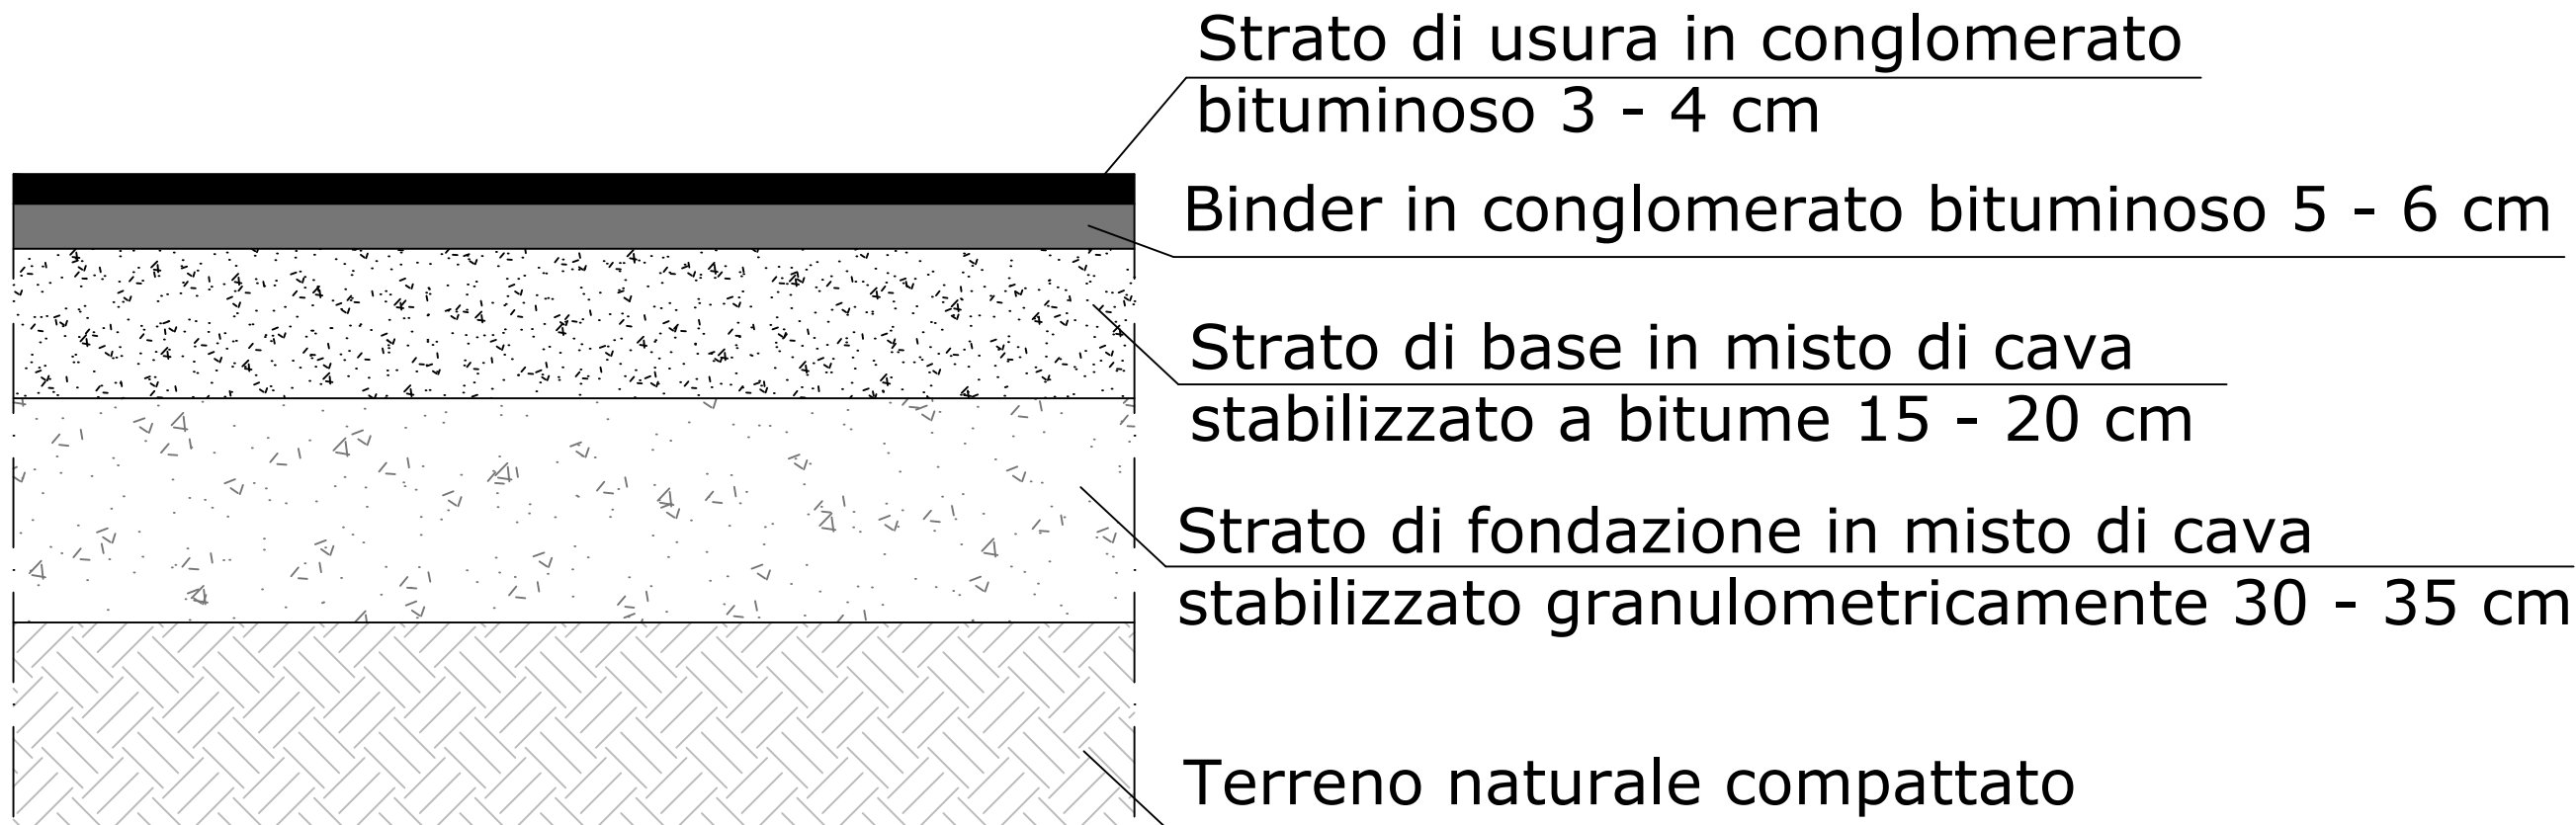 Strato di usura in conglomerato
bituminoso 3 - 4 cm
Binder in conglomerato bituminoso 5 - 6 cm
Strato di base in misto di cava
stabilizzato a bitume 15 - 20 cm
Strato di fondazione in misto di cava
stabilizzato granulometricamente 30 - 35 cm
Terreno naturale compattato